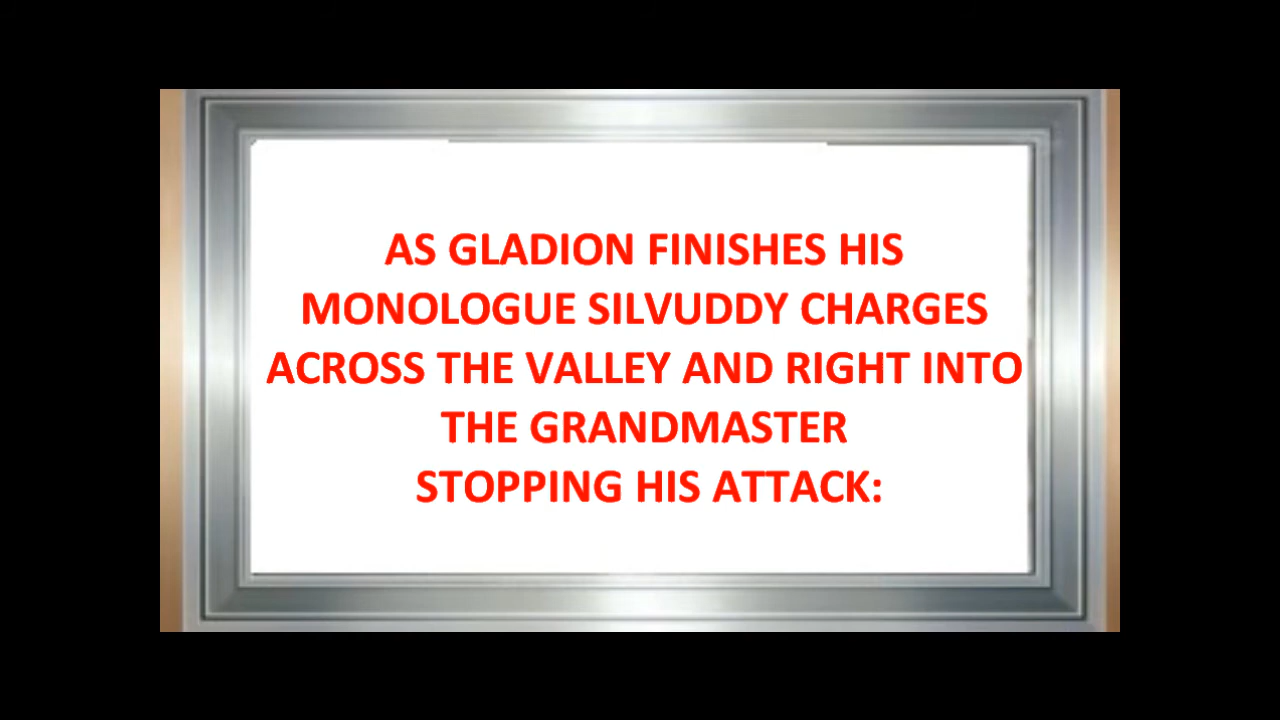 AS GLADION FINISHES HIS
MONOLOGUE SILVUDDY CHARGES
ACROSS THE VALLEY AND RIGHT INTO
THE GRANDMASTER
STOPPING HIS ATTACK: